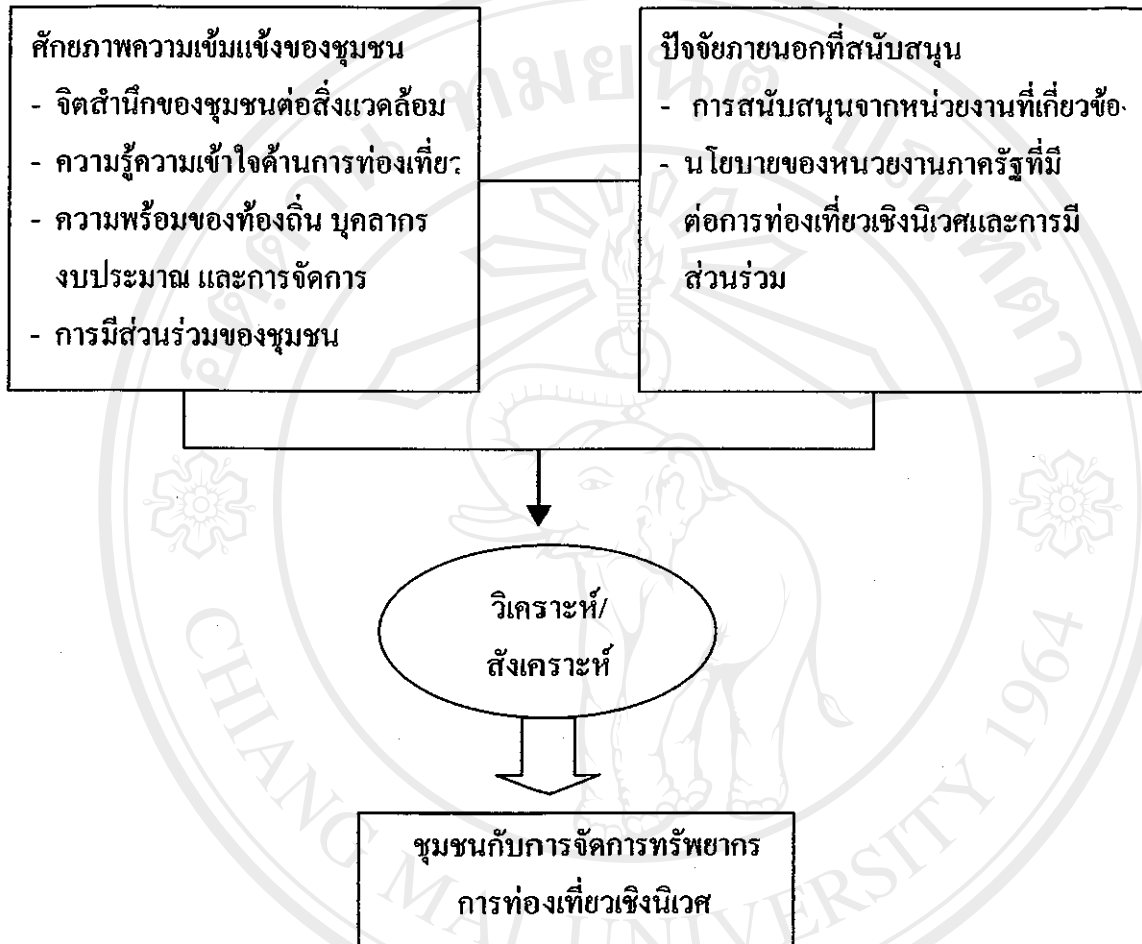 ศักยภาพความเข้มแข้งของชุมชน
- จิตสำนึกของชุมชนต่อสิ่งแวดล้อม
- ความรู้ความเข้าใจด้านการท่องเที่ยว
- ความพร้อมของท้องถิ่น บุคลากร
งบประมาณ และการจัดการ
- การมีส่วนร่วมของชุมชน
ปัจจัยภายนอกที่สนับสนุน
- การสนับสนุนจากหน่วยงานที่เกี่ยวข้อ
- นโยบายของหนวยงานภาครัฐที่มี
ต่อการท่องเที่ยวเชิงนิเวศและการมี
ส่วนร่วม
วิเคราะห์/
สังเคราะห์
ชุมชนกับการจัดการทรัพยากร
การท่องเที่ยวเชิงนิเวศ
CHIANG MAI UNIVERSITY 1964